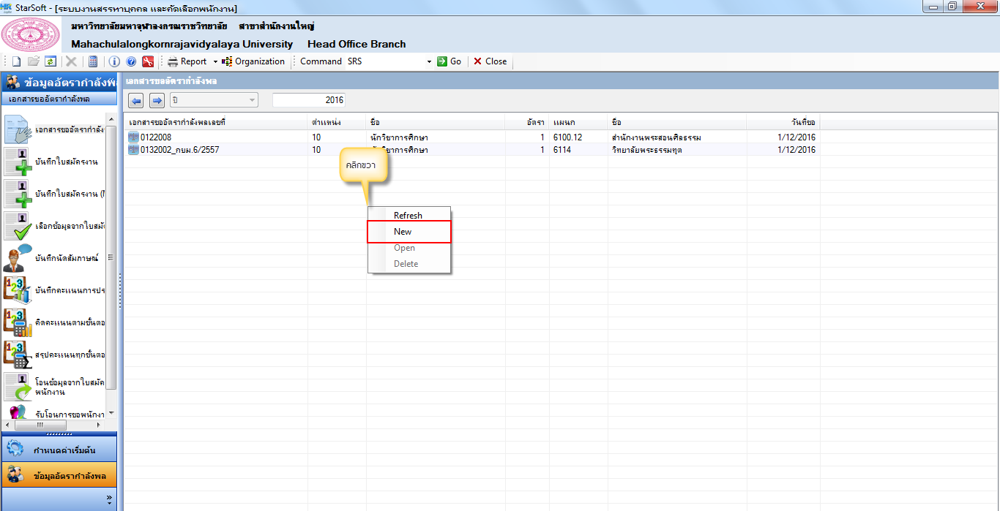 StarSoft - [ระบบงานสรรหาบุคคล และคัดเลือกพนักงาน]
มหาวิทยาลัยมหาจุฬาลงกรณราชวิทยาลัย สาขาสำนักงานใหญ่
Mahachulalongkornrajavidyalaya University Head Office Branch
Report Organization Command SRS Go Close
ข้อมูลอัตรากำลังพ
เอกสารขออัตรากำลังพล
เอกสารขออัตรากำลังพล
ปี 2016
เอกสารขออัตรากำลังพลเลขที่ ตำแหน่ง ชื่อ อัตรา แผนก ชื่อ วันที่ขอ
0122008 10 นักวิชาการศึกษา 1 6100.12 สำนักงานพระสอนศีลธรรม 1/12/2016
0132002_กบม.6/2557 10 นักวิชาการศึกษา 1 6114 วิทยาลัยพระธรรมทูต 1/12/2016
คลิกขวา
Refresh
New
Open
Delete
เอกสารขออัตรากำลัง
บันทึกใบสมัครงาน
บันทึกใบสมัครงาน (
เลือกข้อมูลจากใบสมั
บันทึกนัดสัมภาษณ์
บันทึกคะแนนการปร
คิดคะแนนตามขั้นตอ
สรุปคะแนนทุกขั้นตอ
โอนข้อมูลจากใบสมัค
พนักงาน
รับโอนการขอพนักงา
กำหนดค่าเริ่มต้น
ข้อมูลอัตรากำลังพล